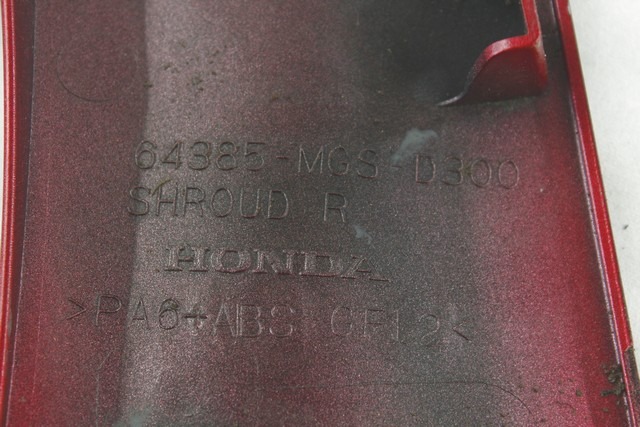 64385-MGS-D300
SHROUD R
HONDA
>PA6+ABS-GF12<